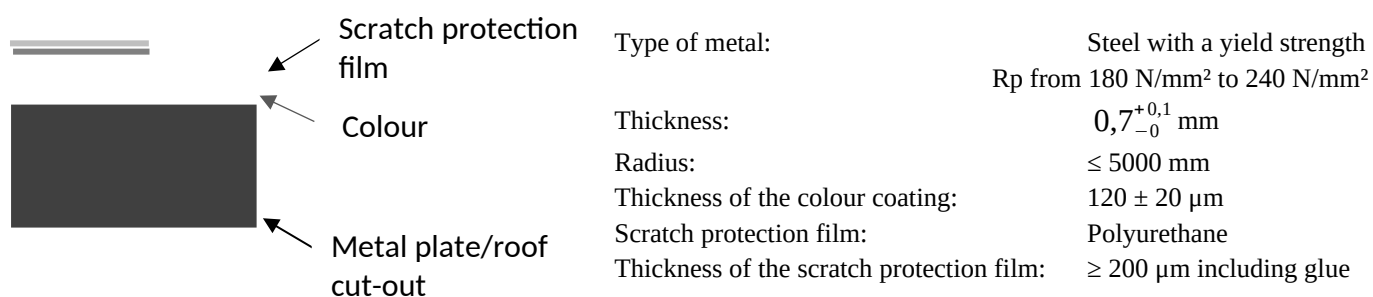 Scratch protection
film
Colour
Metal plate/roof
cut-out
Type of metal: Steel with a yield strength
Rp from 180 N/mm² to 240 N/mm²
Thickness: 0,7 +0,1 −0 mm
Radius: ≤ 5000 mm
Thickness of the colour coating: 120 ± 20 μm
Scratch protection film: Polyurethane
Thickness of the scratch protection film: ≥ 200 μm including glue